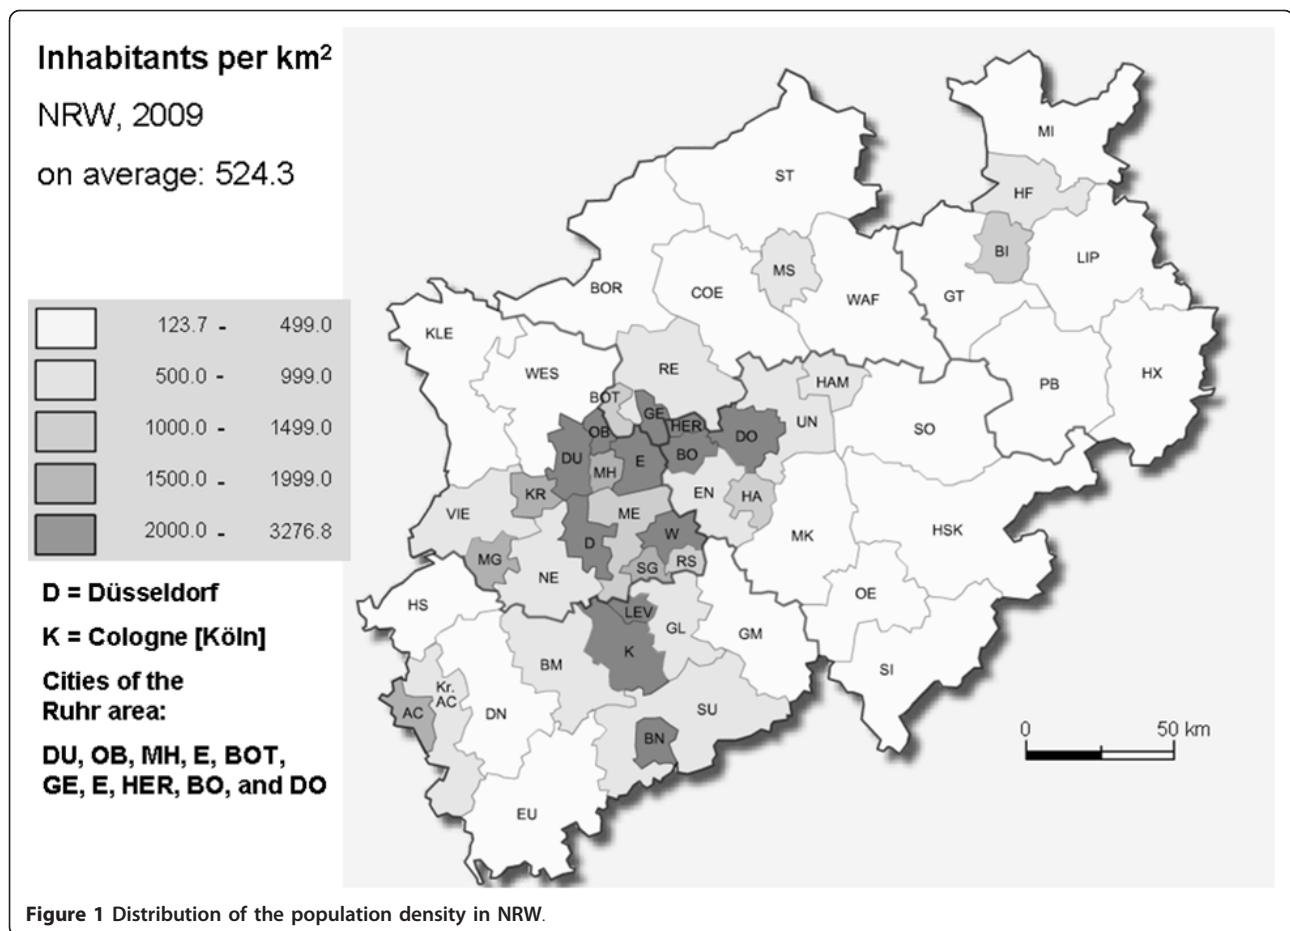 Inhabitants per km²
NRW, 2009
on average: 524.3
123.7 - 499.0
500.0 - 999.0
1000.0 - 1499.0
1500.0 - 1999.0
2000.0 - 3276.8
D = Düsseldorf
K = Cologne [Köln]
Cities of the
Ruhr area:
DU, OB, MH, E, BOT,
GE, E, HER, BO, and DO
MI
ST
HF
BI
LIP
MS
BOR
COE
WAF
GT
KLE
WES
RE
HAM
PB
HX
BOT
GE
OB
HER
DO
UN
SO
DU
MH
E
BO
KR
EN
HA
VIE
ME
D
W
MK
HSK
MG
NE
SG
RS
HS
OE
LEV
GL
GM
K
BM
SI
Kr.
AC
AC
DN
SU
BN
EU
0 50 km
Figure 1 Distribution of the population density in NRW.